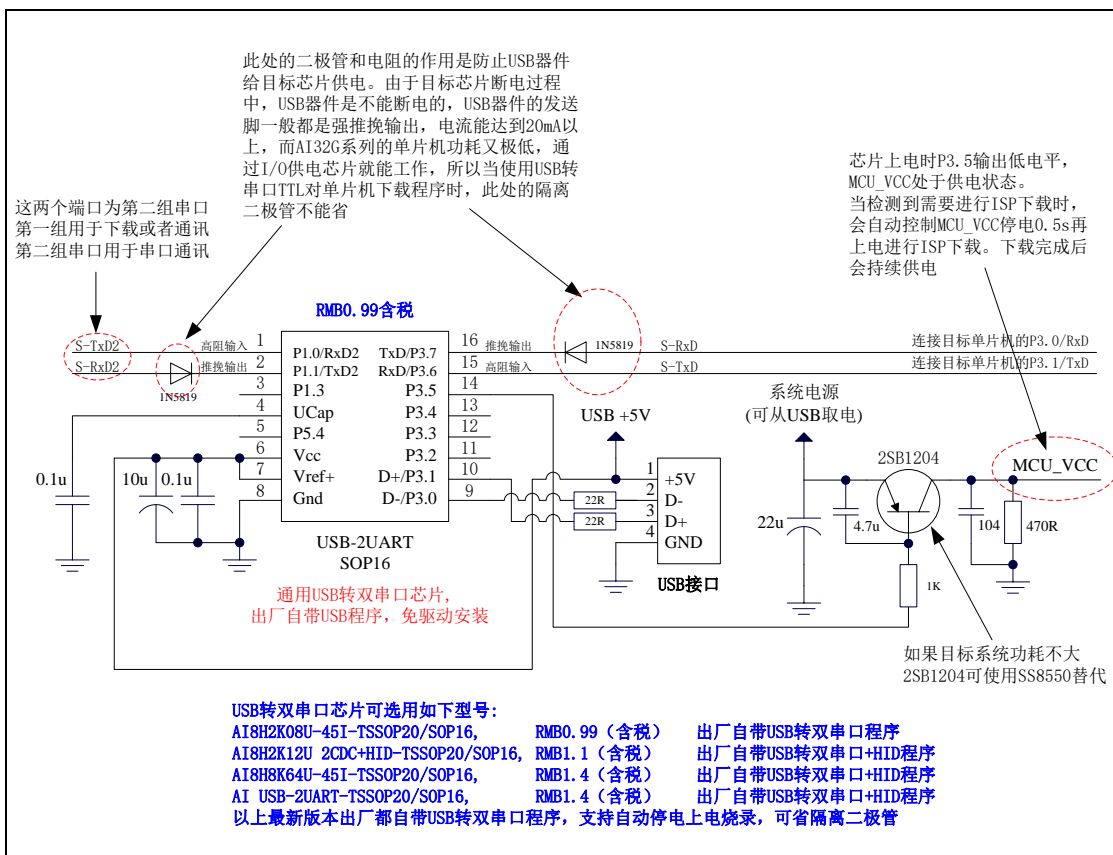 此处的二极管和电阻的作用是防止USB器件
给目标芯片供电。由于目标芯片断电过程
中，USB器件是不能断电的，USB器件的发送
脚一般都是强推挽输出，电流能达到20mA以
上，而AI32G系列的单片机功耗又极低，通
过I/O供电芯片就能工作，所以当使用USB转
串口TTL对单片机下载程序时，此处的隔离
二极管不能省
芯片上电时P3.5输出低电平，
MCU_VCC处于供电状态。
当检测到需要进行ISP下载时，
会自动控制MCU_VCC停电0.5s再
上电进行ISP下载。下载完成后
会持续供电
这两个端口为第二组串口
第一组用于下载或者通讯
第二组串口用于串口通讯
RMB0.99含税
S-TxD2
高阻输入
1
P1.0/RxD2
TxD/P3.7
16
推挽输出
1N5819
S-RxD
连接目标单片机的P3.0/RxD
S-RxD2
1N5819
推挽输出
2
P1.1/TxD2
RxD/P3.6
15
高阻输入
S-TxD
连接目标单片机的P3.1/TxD
3
P1.3
P3.5
14
4
UCap
P3.4
13
5
P5.4
P3.3
12
6
Vcc
P3.2
11
7
Vref+
D+/P3.1
10
8
Gnd
D-/P3.0
9
0.1u
10u
0.1u
USB-2UART
SOP16
通用USB转双串口芯片，
出厂自带USB程序，免驱动安装
USB +5V
1
+5V
2
D-
3
D+
4
GND
22R
22R
USB接口
系统电源
(可从USB取电)
22u
4.7u
2SB1204
1K
104
470R
MCU_VCC
如果目标系统功耗不大
2SB1204可使用SS8550替代
USB转双串口芯片可选用如下型号:
AI8H2K08U-45I-TSSOP20/SOP16, RMB0.99（含税） 出厂自带USB转双串口程序
AI8H2K12U 2CDC+HID-TSSOP20/SOP16, RMB1.1（含税） 出厂自带USB转双串口+HID程序
AI8H8K64U-45I-TSSOP20/SOP16, RMB1.4（含税） 出厂自带USB转双串口+HID程序
AI USB-2UART-TSSOP20/SOP16, RMB1.4（含税） 出厂自带USB转双串口+HID程序
以上最新版本出厂都自带USB转双串口程序，支持自动停电上电烧录，可省隔离二极管